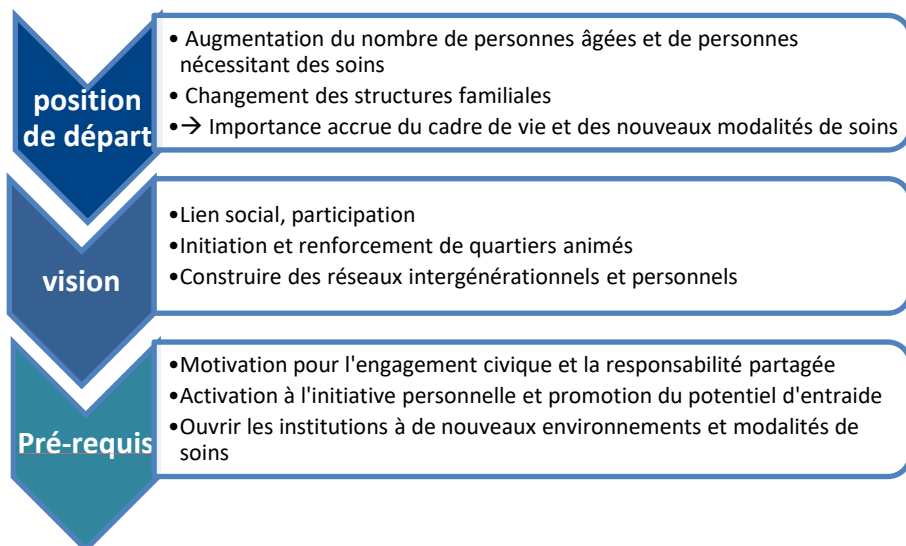 position
de départ
• Augmentation du nombre de personnes âgées et de personnes
nécessitant des soins
• Changement des structures familiales
•→ Importance accrue du cadre de vie et des nouveaux modalités de soins
vision
•Lien social, participation
•Initiation et renforcement de quartiers animés
•Construire des réseaux intergénérationnels et personnels
Pré-requis
•Motivation pour l'engagement civique et la responsabilité partagée
•Activation à l'initiative personnelle et promotion du potentiel d'entraide
•Ouvrir les institutions à de nouveaux environnements et modalités de
soins